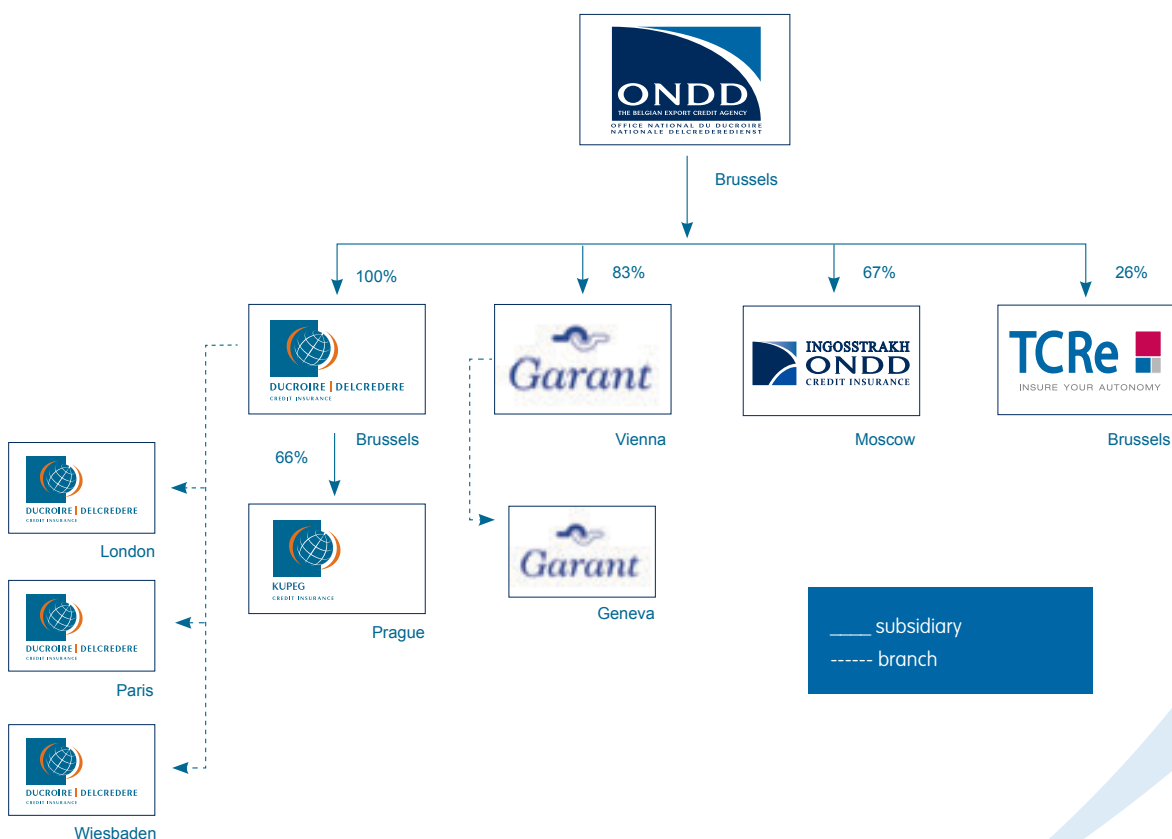 ONDD
THE BELGIAN EXPORT CREDIT AGENCY
OFFICE NATIONAL DU DUCROIRE
NATIONALE DELCREDEREDIENST
Brussels
100%
83%
67%
26%
DUCROIRE | DELCREDERE
CREDIT INSURANCE
Brussels
Garant
Vienna
INGOSSTRAKH
ONDD
CREDIT INSURANCE
Moscow
TCRe
INSURE YOUR AUTONOMY
Brussels
66%
DUCROIRE | DELCREDERE
CREDIT INSURANCE
London
KUPEG
CREDIT INSURANCE
Prague
Garant
Geneva
DUCROIRE | DELCREDERE
CREDIT INSURANCE
Paris
____ subsidiary
------ branch
DUCROIRE | DELCREDERE
CREDIT INSURANCE
Wiesbaden